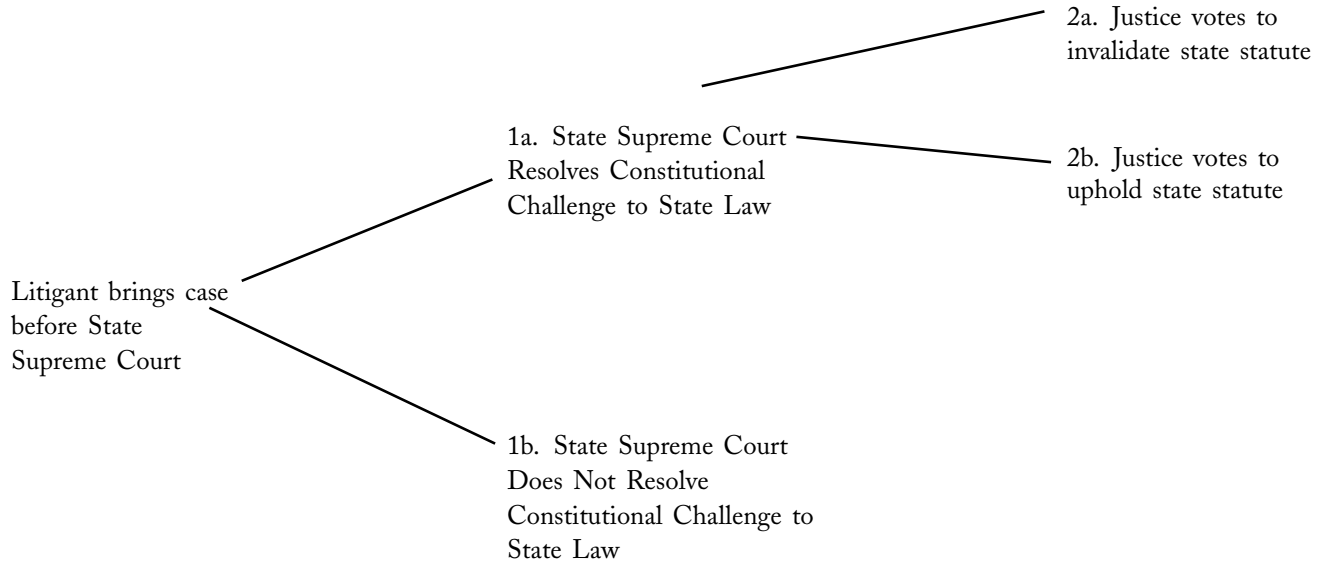 2a. Justice votes to
invalidate state statute
1a. State Supreme Court
Resolves Constitutional
Challenge to State Law
2b. Justice votes to
uphold state statute
Litigant brings case
before State
Supreme Court
1b. State Supreme Court
Does Not Resolve
Constitutional Challenge to
State Law